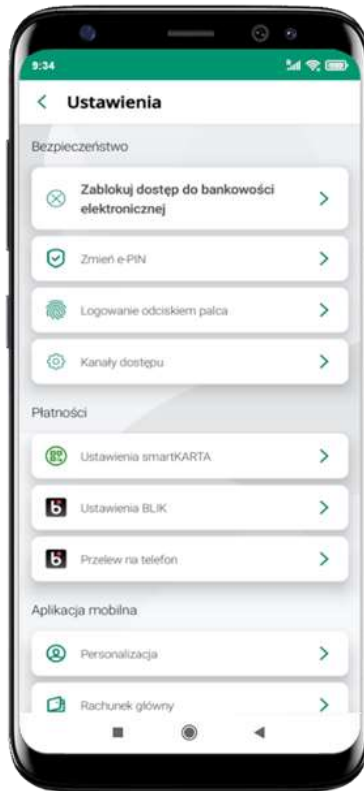 9:34
Ustawienia
Bezpieczeństwo
Zablokuj dostęp do bankowości
elektronicznej
Zmień e-PIN
Logowanie odciskiem palca
Kanały dostępu
Płatności
Ustawienia smartKARTA
Ustawienia BLIK
Przelew na telefon
Aplikacja mobilna
Personalizacja
Rachunek główny